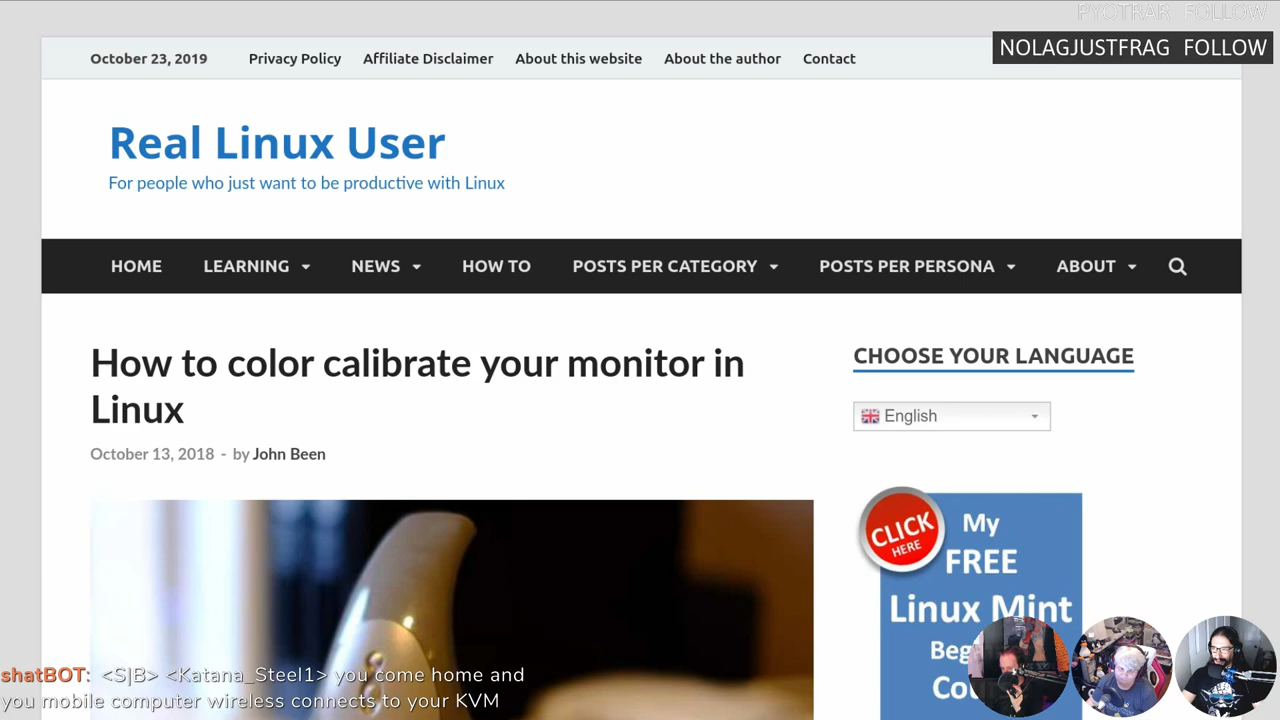 PYOTRAR FOLLOW
NOLAGJUSTFRAG FOLLOW
October 23, 2019 Privacy Policy Affiliate Disclaimer About this website About the author Contact
Real Linux User
For people who just want to be productive with Linux
HOME LEARNING NEWS HOW TO POSTS PER CATEGORY POSTS PER PERSONA ABOUT
How to color calibrate your monitor in
Linux
October 13, 2018 - by John Been
CHOOSE YOUR LANGUAGE
English
CLICK
HERE
My
FREE
Linux Mint
shatBOT: <S|B> <Katana_Steel1> you come home and
you mobile computer wireless connects to your KVM